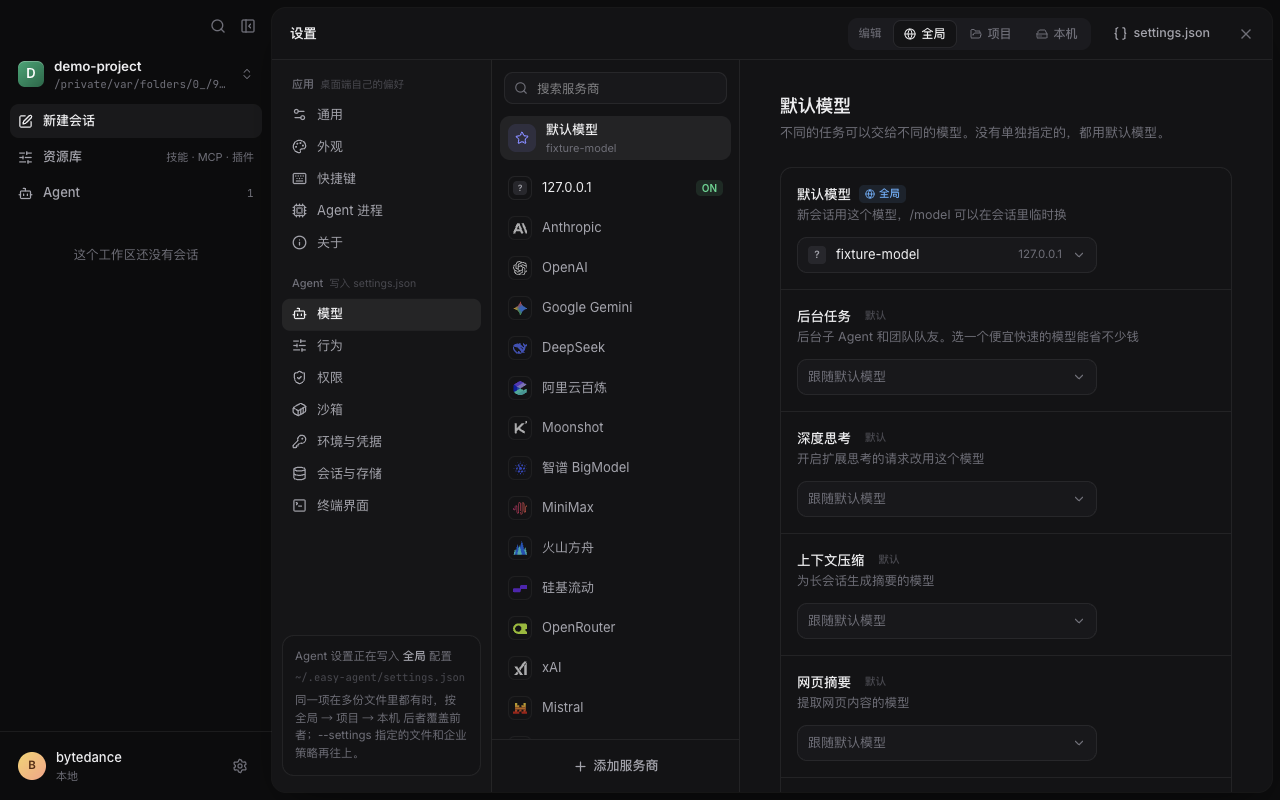 设置
编辑
全局
项目
本机
{ } settings.json
D
demo-project
/private/var/folders/0_/9…
新建会话
资源库
技能 · MCP · 插件
Agent
1
这个工作区还没有会话
B
bytedance
本地
应用 桌面端自己的偏好
通用
外观
快捷键
Agent 进程
关于
Agent 写入 settings.json
模型
行为
权限
沙箱
环境与凭据
会话与存储
终端界面
Agent 设置正在写入 全局 配置
~/.easy-agent/settings.json
同一项在多份文件里都有时，按
全局 → 项目 → 本机 后者覆盖前
者；--settings 指定的文件和企业
策略再往上。
搜索服务商
默认模型
fixture-model
? 127.0.0.1 ON
Anthropic
OpenAI
Google Gemini
DeepSeek
阿里云百炼
Moonshot
智谱 BigModel
MiniMax
火山方舟
硅基流动
OpenRouter
xAI
Mistral
添加服务商
默认模型
不同的任务可以交给不同的模型。没有单独指定的，都用默认模型。
默认模型 全局
新会话用这个模型，/model 可以在会话里临时换
? fixture-model 127.0.0.1
后台任务 默认
后台子 Agent 和团队队友。选一个便宜快速的模型能省不少钱
跟随默认模型
深度思考 默认
开启扩展思考的请求改用这个模型
跟随默认模型
上下文压缩 默认
为长会话生成摘要的模型
跟随默认模型
网页摘要 默认
提取网页内容的模型
跟随默认模型